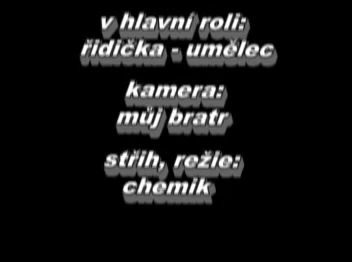 v hlavní roli:
řidička - umělec
kamera:
můj bratr
střih, režie:
chemik